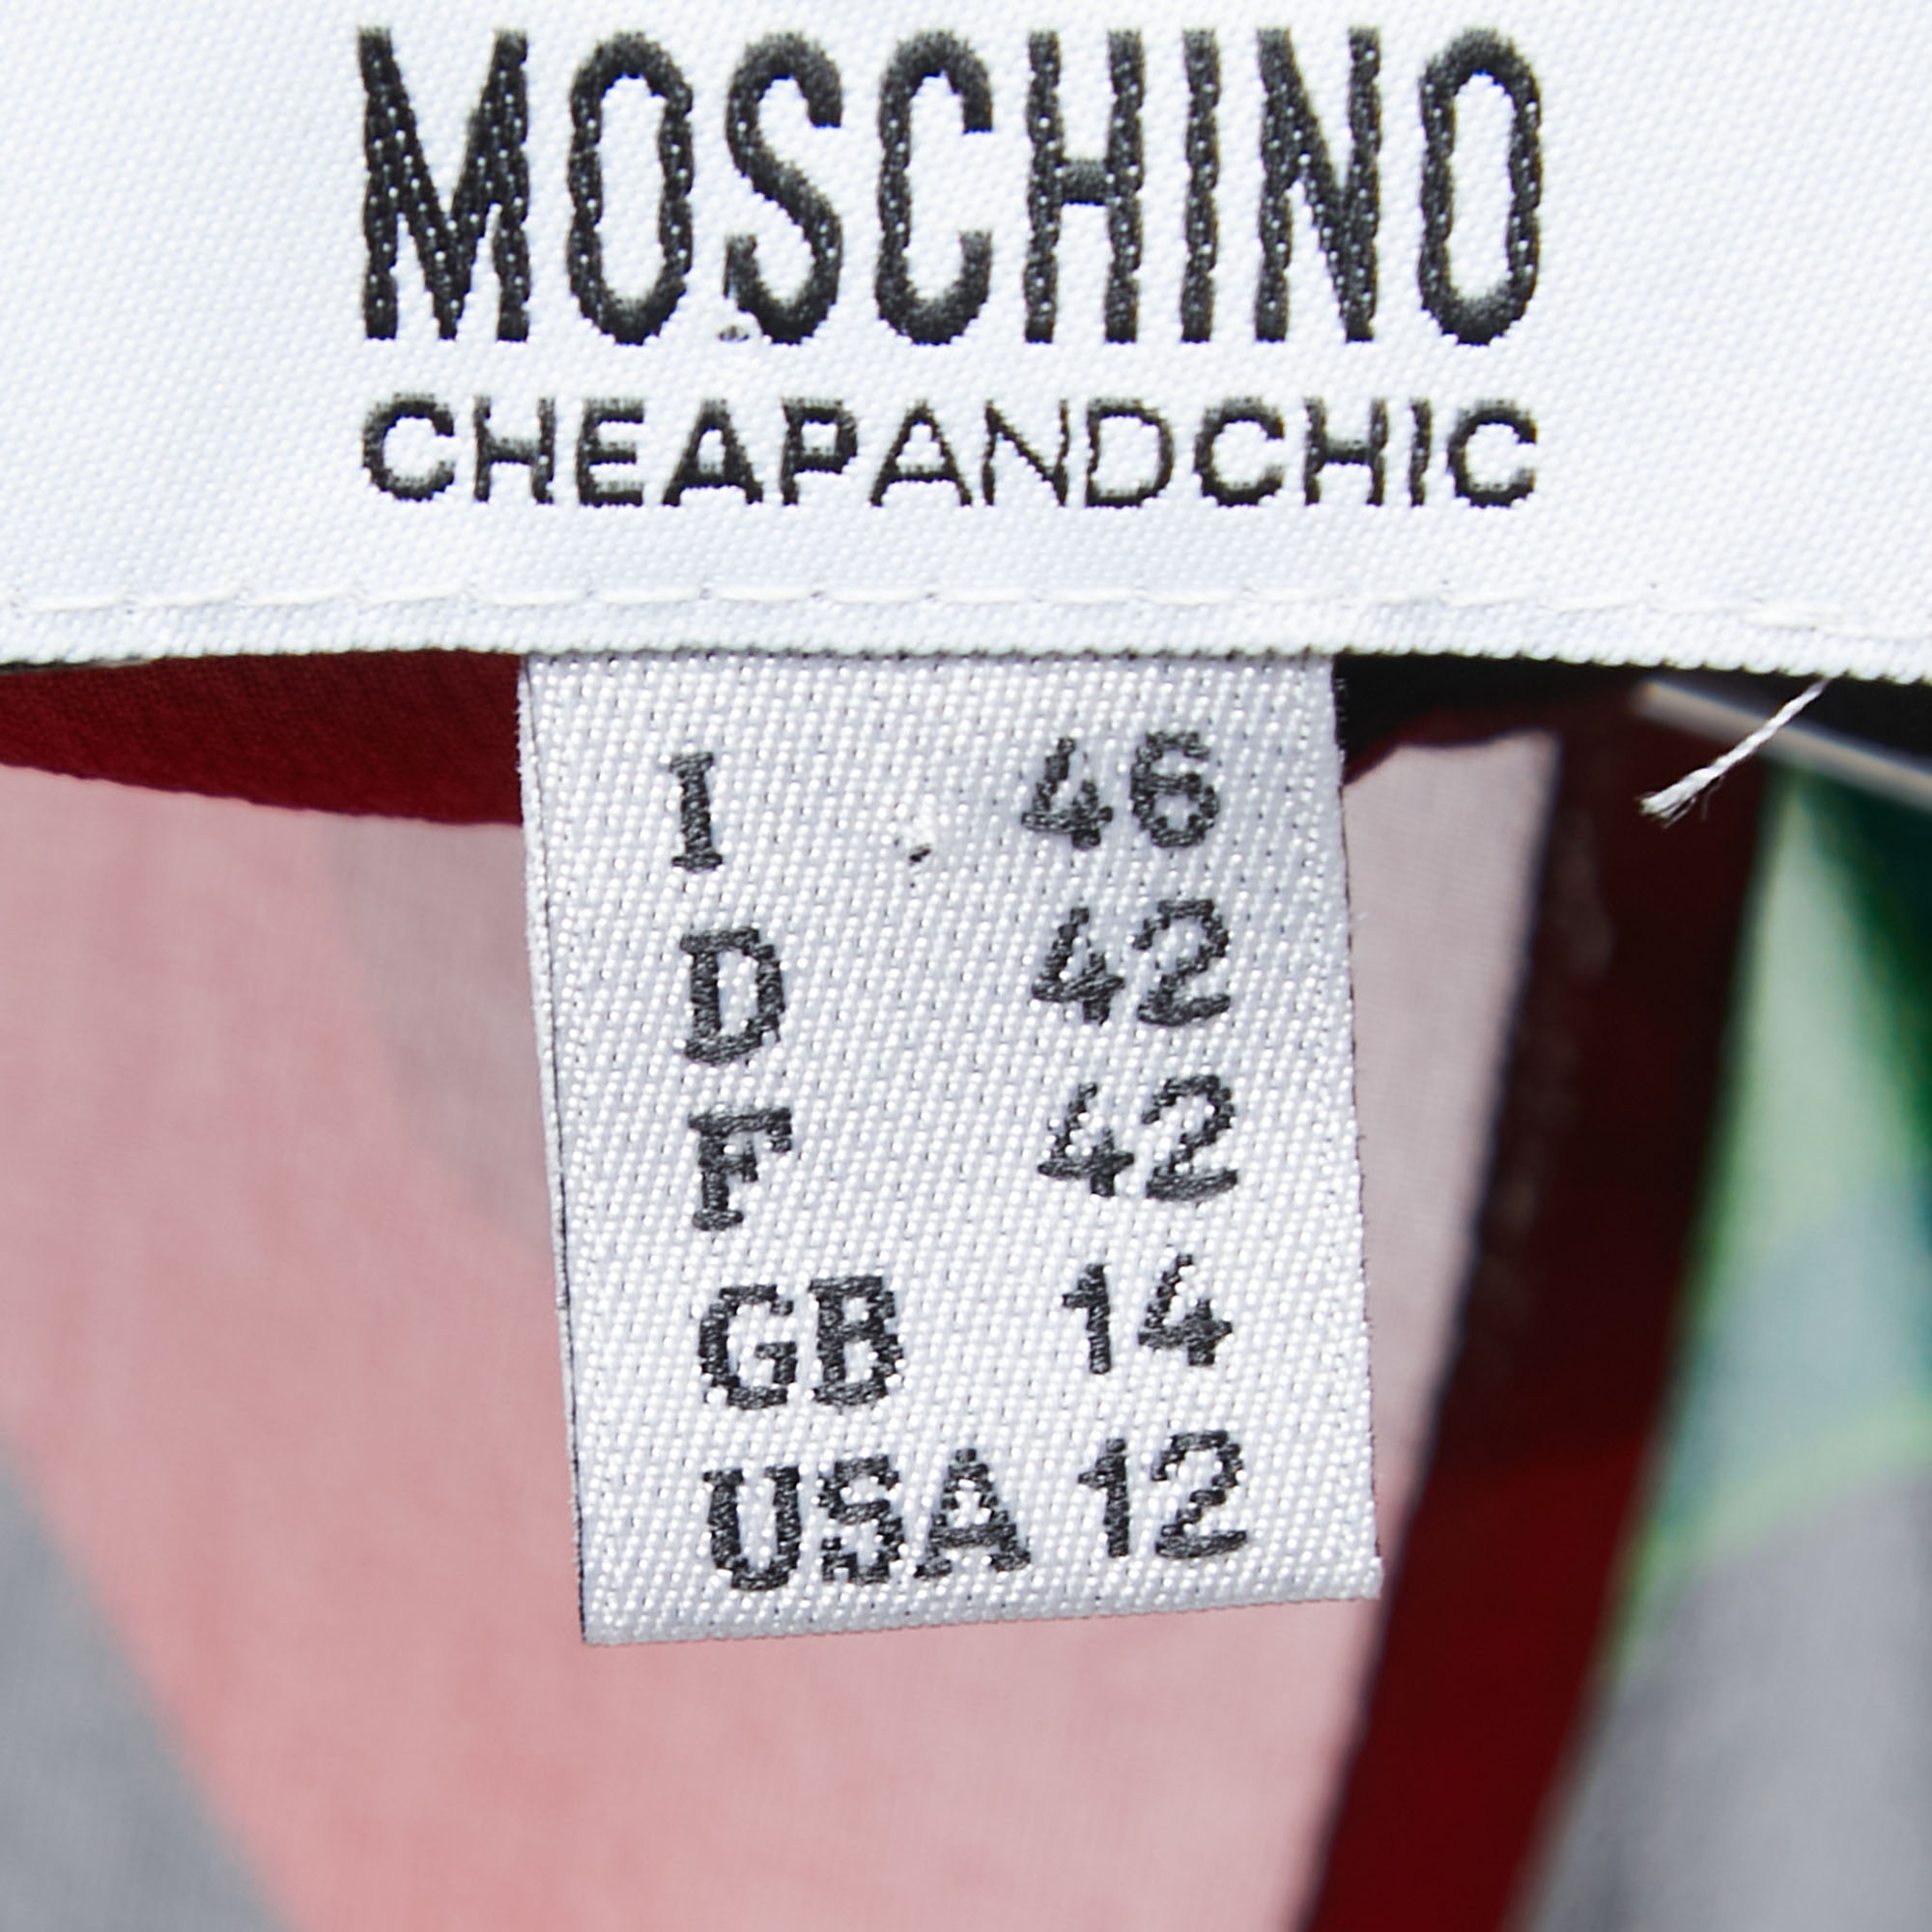 MOSCHINO
CHEAPANDCHIC
I 46
D 42
F 42
GB 14
USA 12